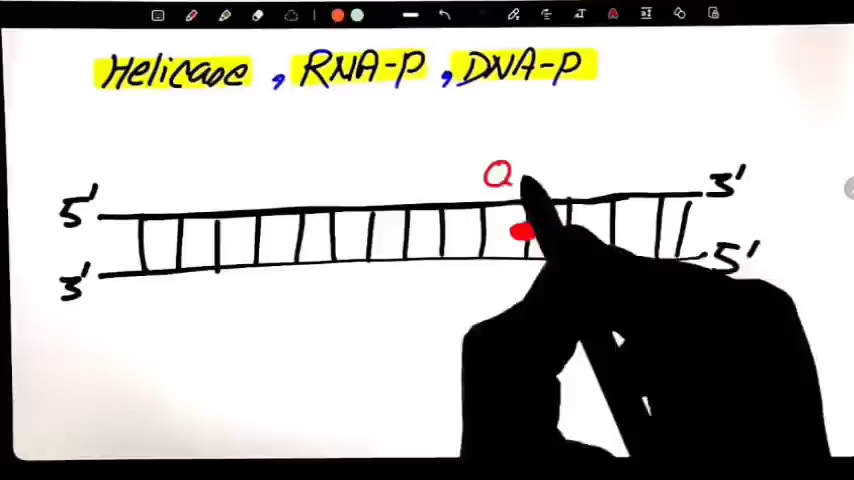 Helicase, RNA-P, DNA-P
O
5' 3'
3' 5'